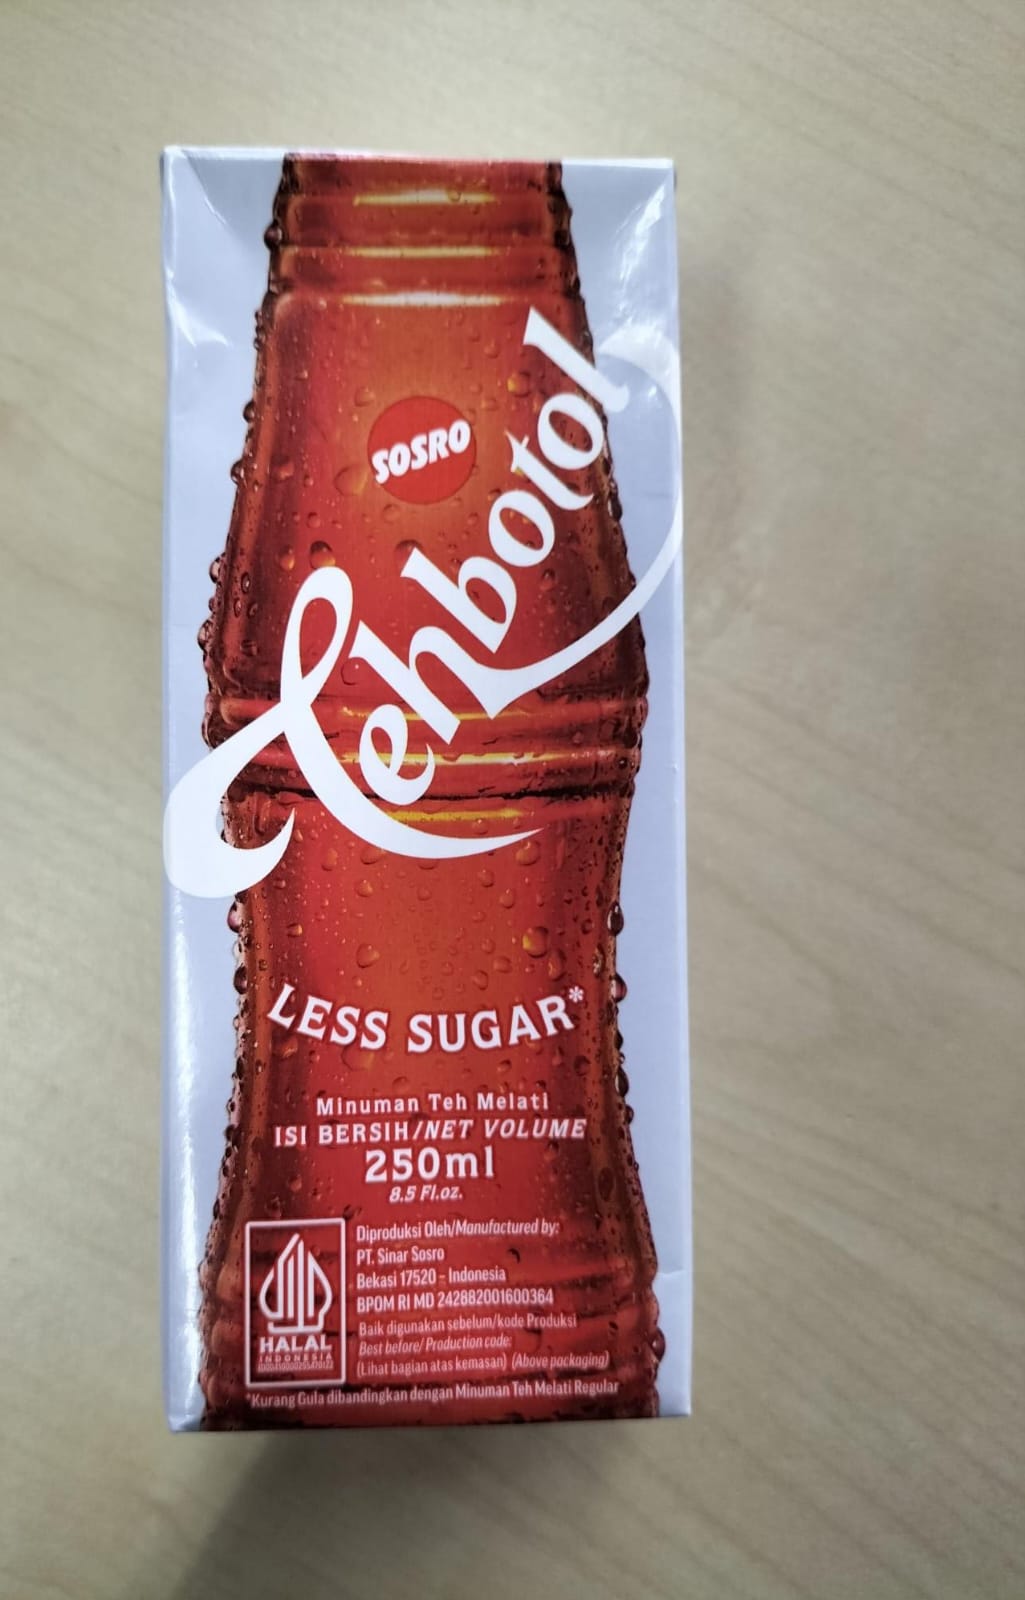 SOSRO
Tehbotol
LESS SUGAR*
Minuman Teh Melati
ISI BERSIH/NET VOLUME
250ml
8.5 Fl.oz.
HALAL
INDONESIA
Diproduksi Oleh/Manufactured by:
PT. Sinar Sosro
Bekasi 17520 - Indonesia
BPOM RI MD 242882001600364
Baik digunakan sebelum/kode Produksi
Best before/ Production code:
(Lihat bagian atas kemasan) (Above packaging)
*Kurang Gula dibandingkan dengan Minuman Teh Melati Regular